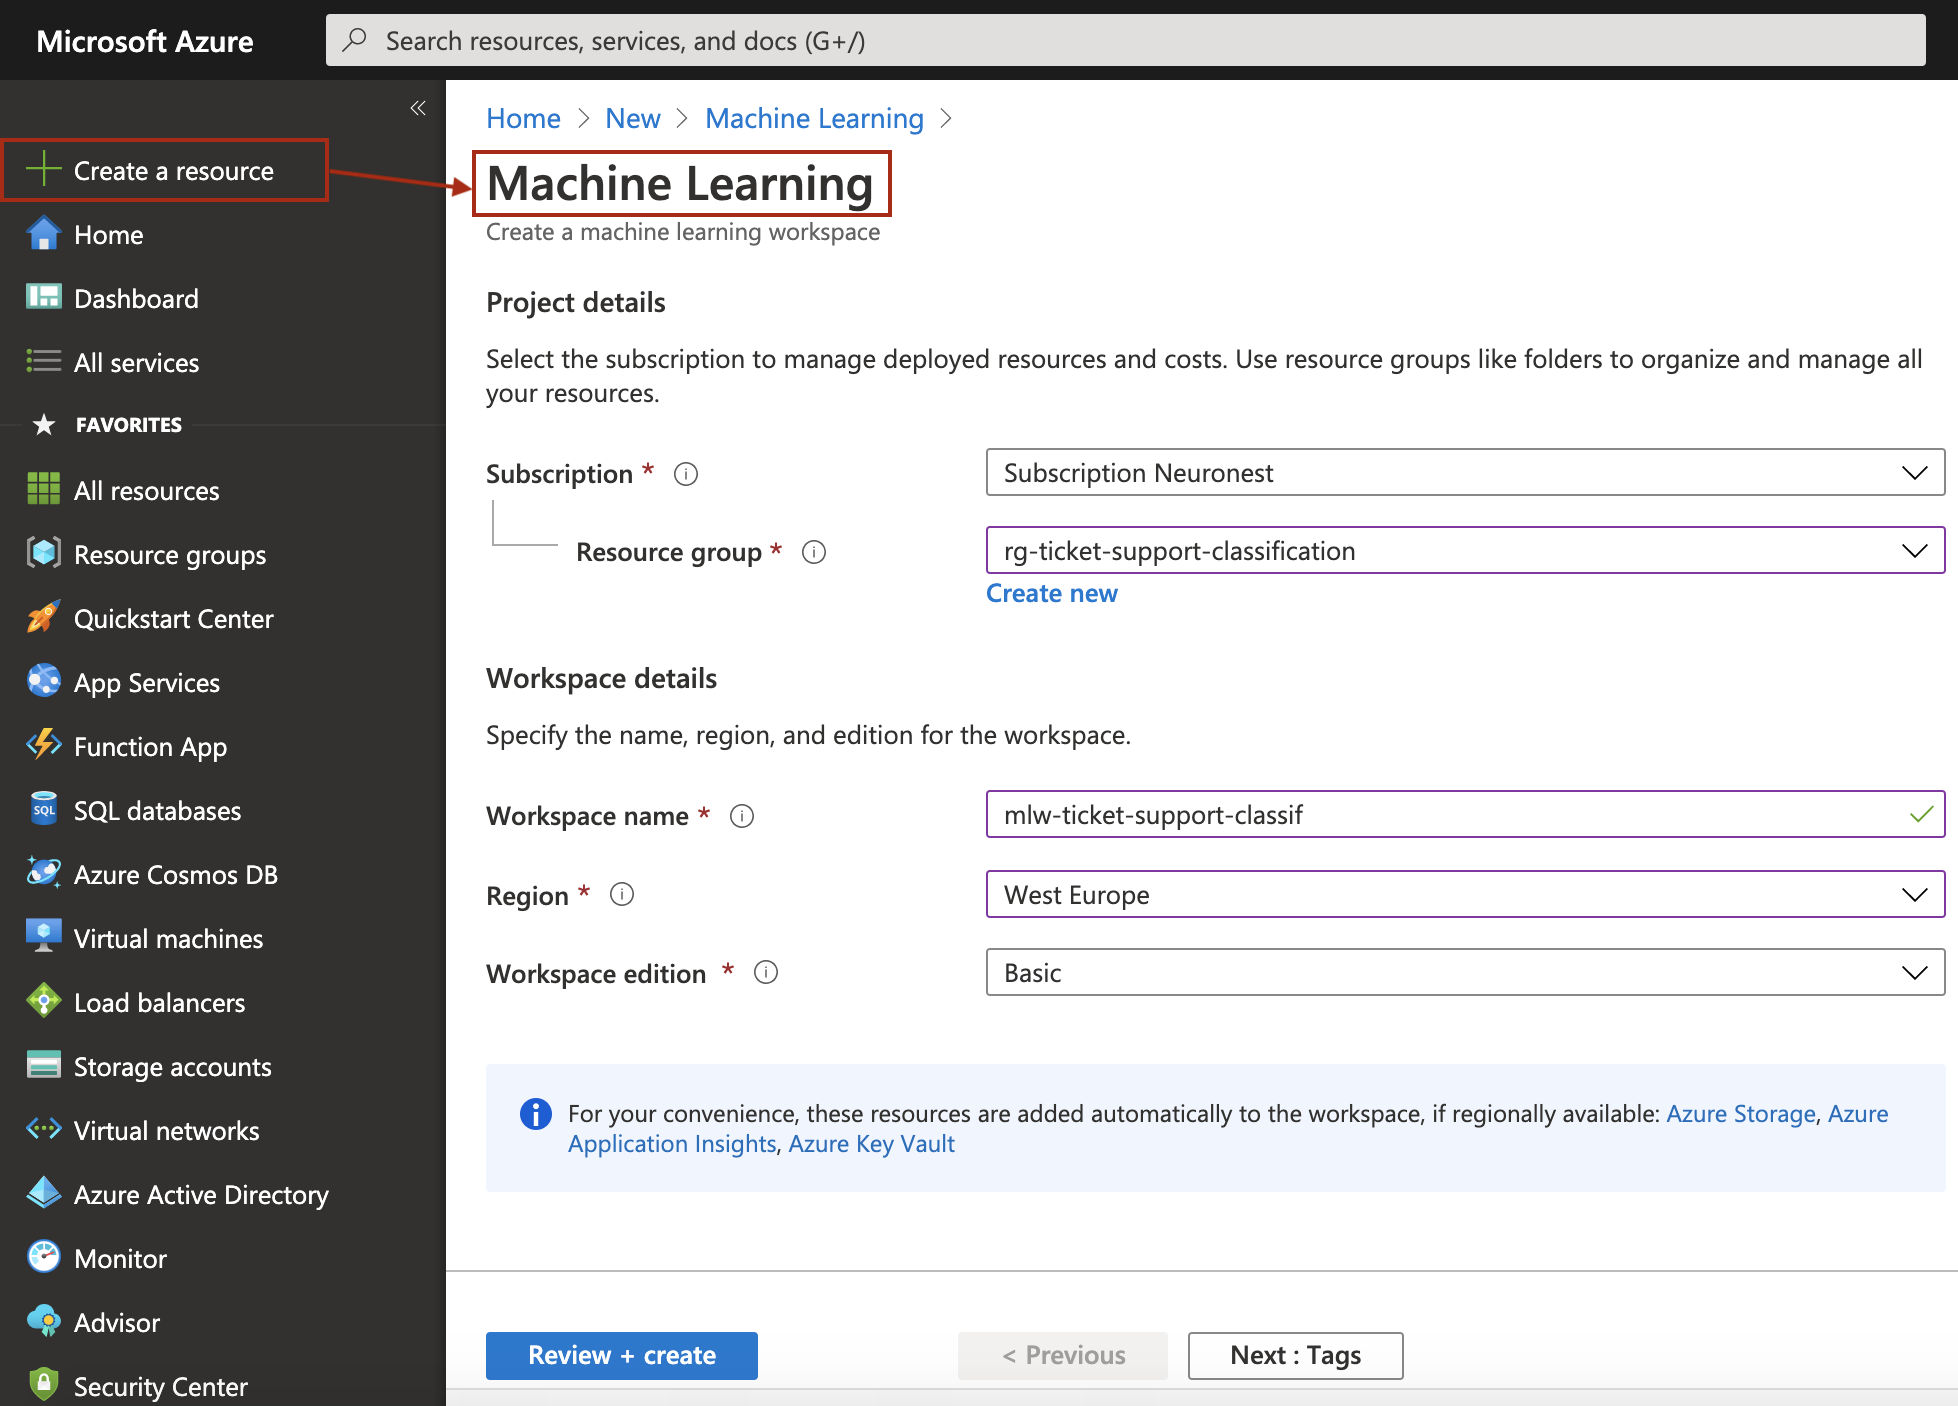 Microsoft Azure
Search resources, services, and docs (G+/)
«
Create a resource
Home
Dashboard
All services
FAVORITES
All resources
Resource groups
Quickstart Center
App Services
Function App
SQL databases
Azure Cosmos DB
Virtual machines
Load balancers
Storage accounts
Virtual networks
Azure Active Directory
Monitor
Advisor
Security Center
Home > New > Machine Learning >
Machine Learning
Create a machine learning workspace
Project details
Select the subscription to manage deployed resources and costs. Use resource groups like folders to organize and manage all
your resources.
Subscription *
Subscription Neuronest
Resource group *
rg-ticket-support-classification
Create new
Workspace details
Specify the name, region, and edition for the workspace.
Workspace name *
mlw-ticket-support-classif
Region *
West Europe
Workspace edition *
Basic
For your convenience, these resources are added automatically to the workspace, if regionally available: Azure Storage, Azure
Application Insights, Azure Key Vault
Review + create
< Previous
Next : Tags